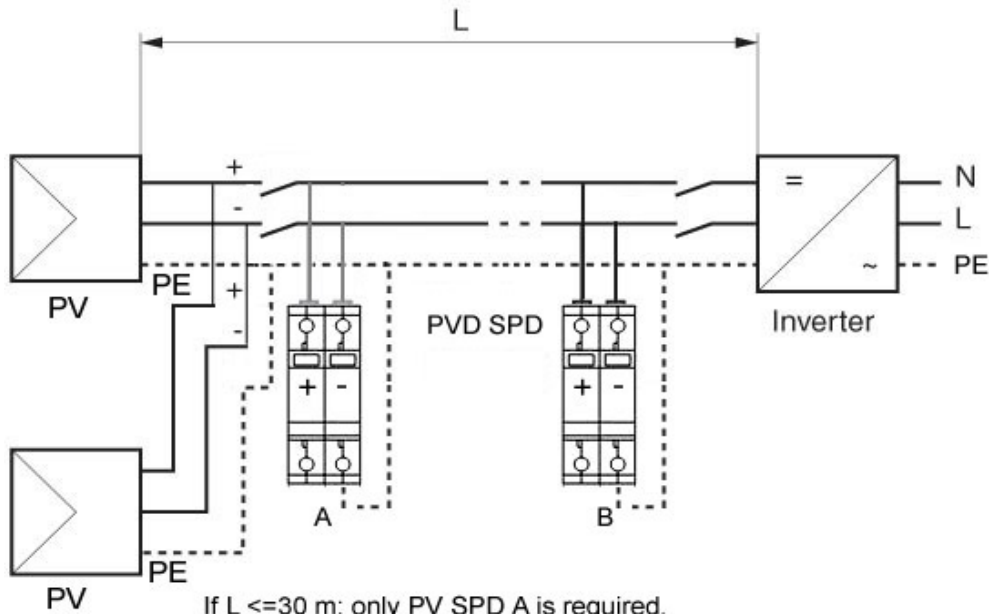 L
+
-
=
~
N
L
PE
PV
PE
+
-
PVD SPD
Inverter
+ -
+ -
A
B
PE
PV
If L <=30 m: only PV SPD A is required.